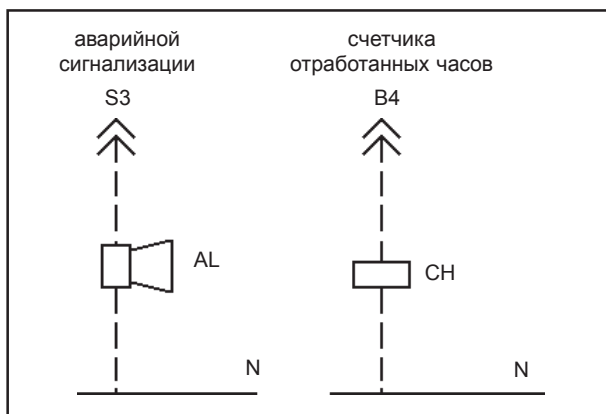 аварийной
сигнализации
S3
AL
N
счетчика
отработанных часов
B4
CH
N